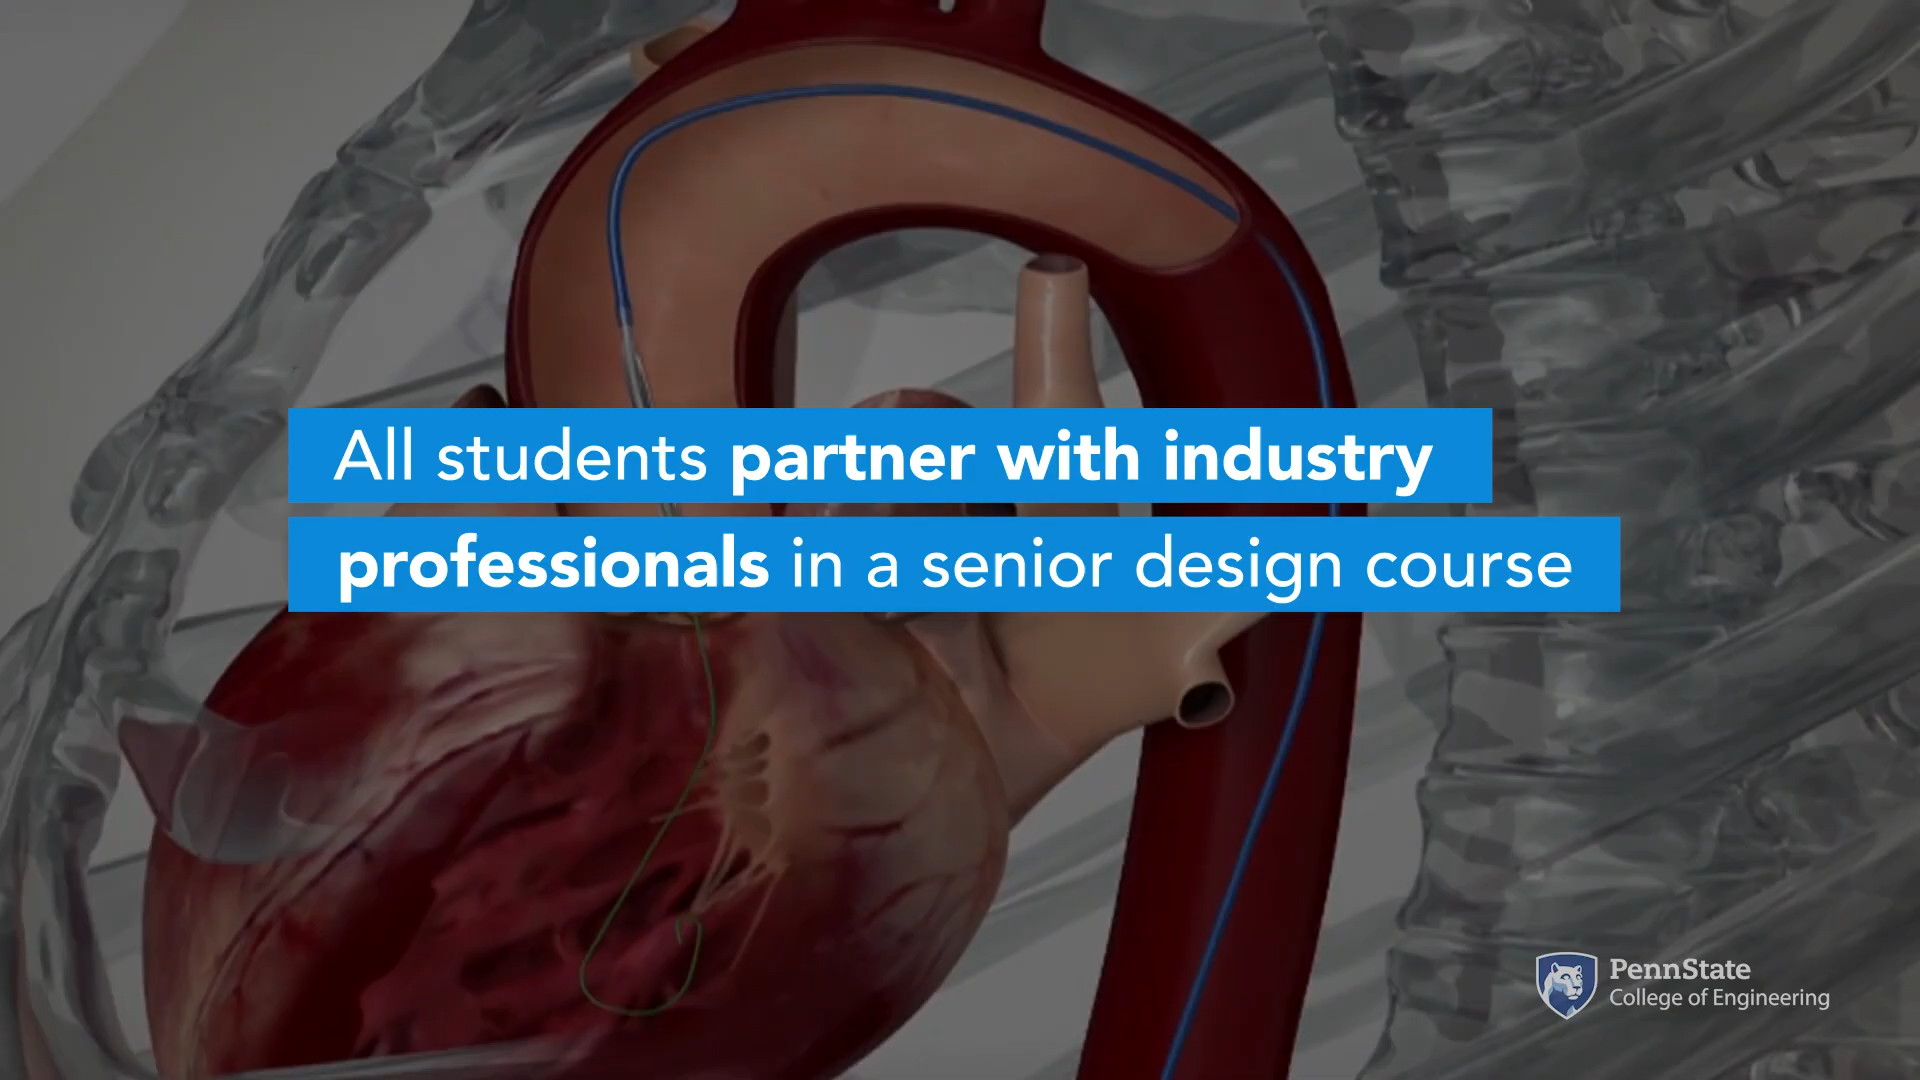 All students partner with industry
professionals in a senior design course
PennState
College of Engineering